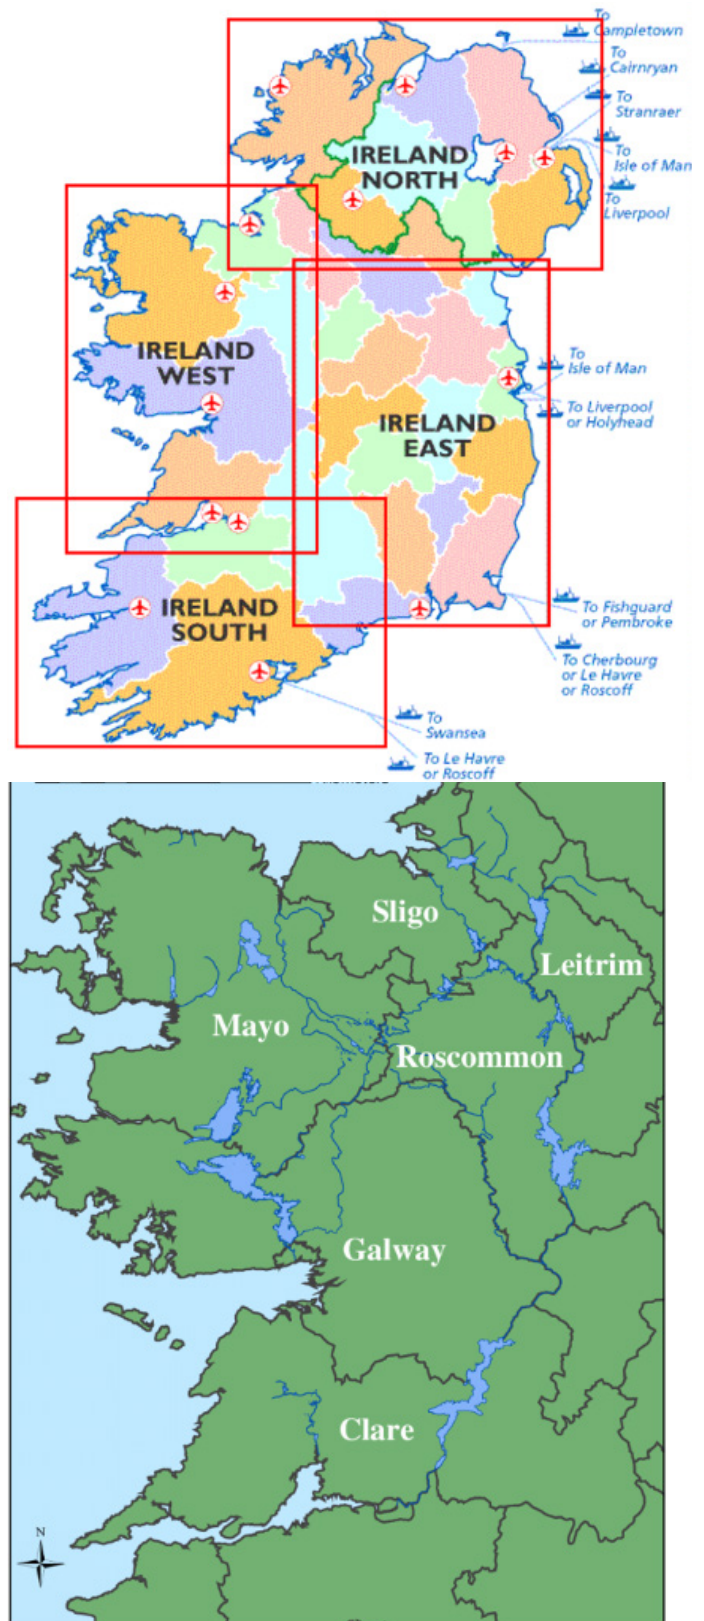 To
Campletown
To
Cairnryan
To
Stranraer
To
Isle of Man
To
Liverpool
IRELAND
NORTH
IRELAND
WEST
To
Isle of Man
To Liverpool
or Holyhead
IRELAND
EAST
IRELAND
SOUTH
To Fishguard
or Pembroke
To Cherbourg
or Le Havre
or Roscoff
To
Swansea
To Le Havre
or Roscoff
Sligo
Leitrim
Mayo
Roscommon
Galway
Clare
N